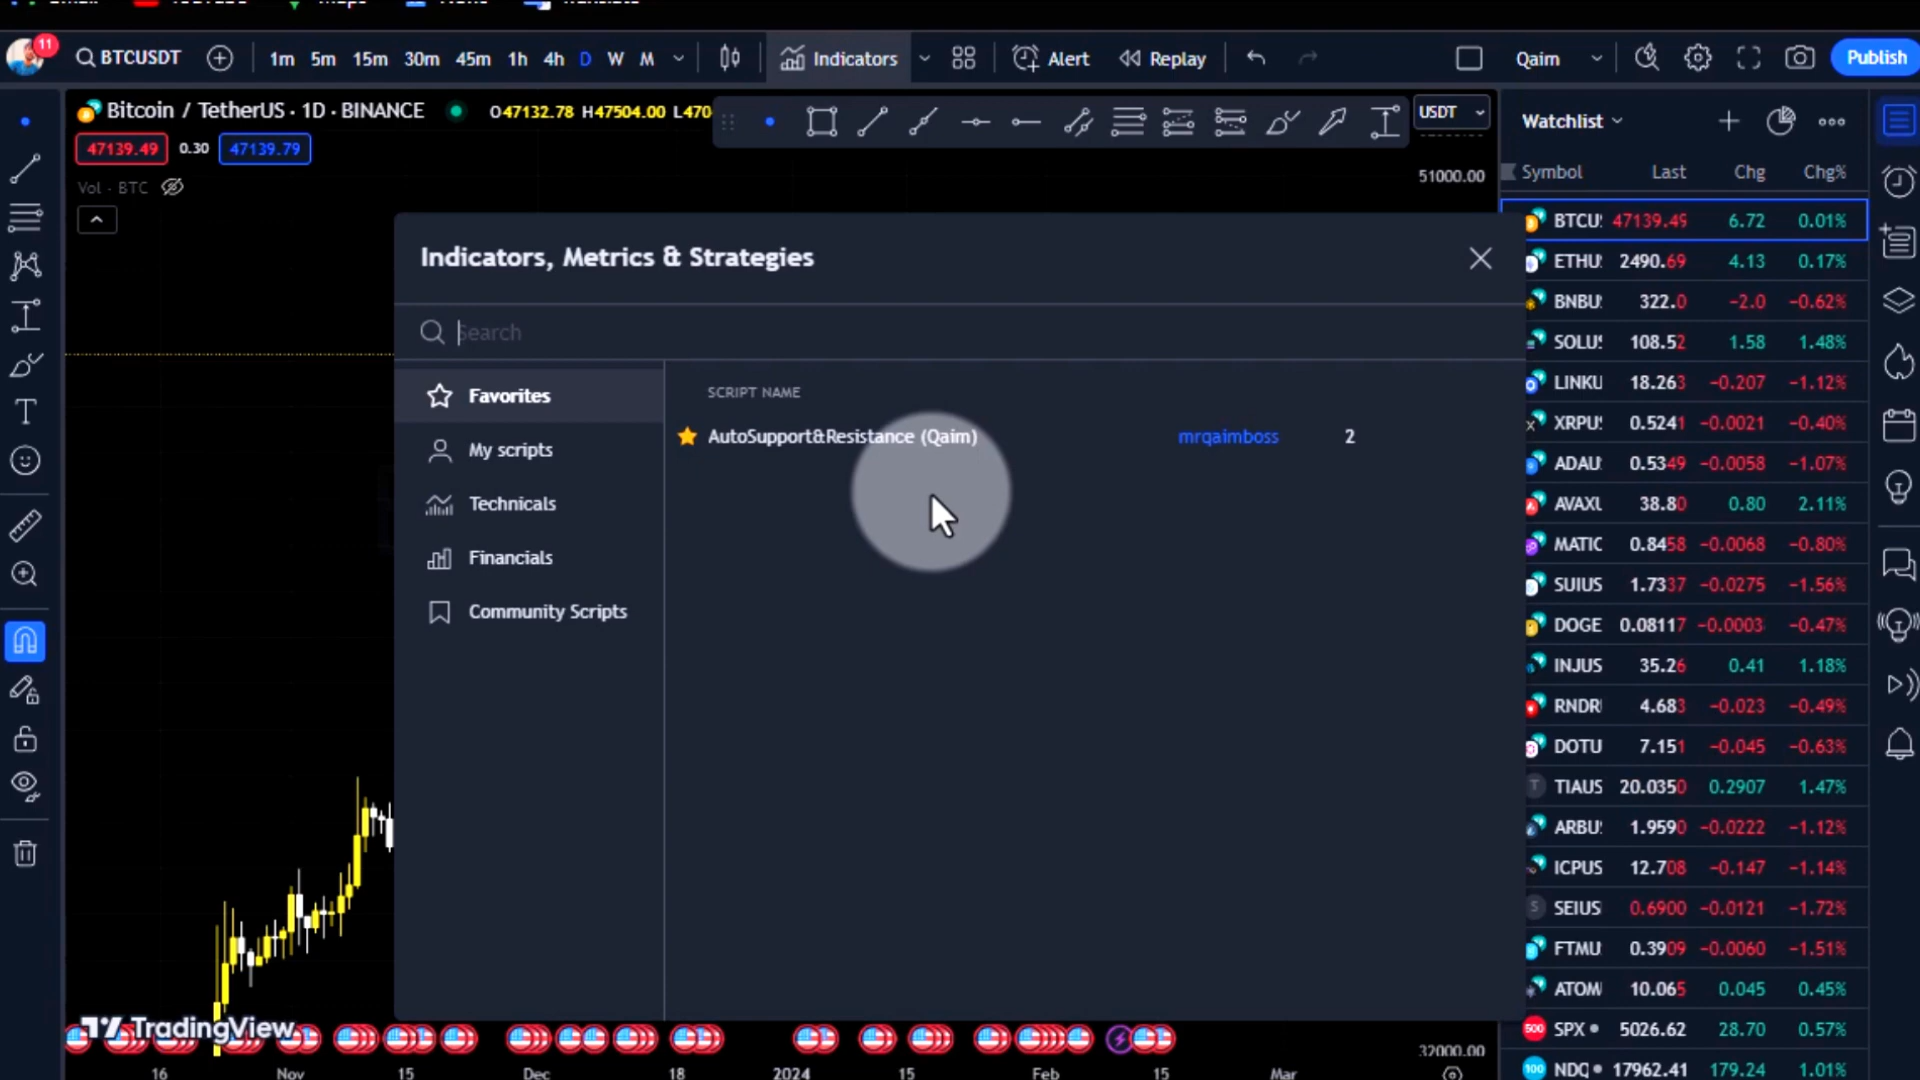 11
BTCUSDT
1m 5m 15m 30m 45m 1h 4h D W M
Indicators
Alert
Replay
Qaim
Publish
Bitcoin / TetherUS · 1D · BINANCE
O47132.78 H47504.00 L470
USDT
47139.49 0.30 47139.79
Vol · BTC
51000.00
Watchlist
Symbol Last Chg Chg%
BTCU 47139.49 6.72 0.01%
ETHU 2490.69 4.13 0.17%
BNBU 322.0 −2.0 −0.62%
SOLU 108.52 1.58 1.48%
LINKU 18.263 −0.207 −1.12%
XRPU 0.5241 −0.0021 −0.40%
ADAU 0.5349 −0.0058 −1.07%
AVAXU 38.80 0.80 2.11%
MATIC 0.8458 −0.0068 −0.80%
SUIUS 1.7337 −0.0275 −1.56%
DOGE 0.08117 −0.0003 −0.47%
INJUS 35.26 0.41 1.18%
RNDR 4.683 −0.023 −0.49%
DOTU 7.151 −0.045 −0.63%
T TIAUS 20.0350 0.2907 1.47%
ARBU 1.9590 −0.0222 −1.12%
ICPUS 12.708 −0.147 −1.14%
S SEIUS 0.6900 −0.0121 −1.72%
FTMU 0.3909 −0.0060 −1.51%
ATOM 10.065 0.045 0.45%
500 SPX 5026.62 28.70 0.57%
100 NDQ 17962.41 179.24 1.01%
Indicators, Metrics & Strategies
Search
Favorites
My scripts
Technicals
Financials
Community Scripts
SCRIPT NAME
AutoSupport&Resistance (Qaim) mrqaimboss 2
TradingView
32000.00
16 Nov 15 Dec 18 2024 15 Feb 15 Mar